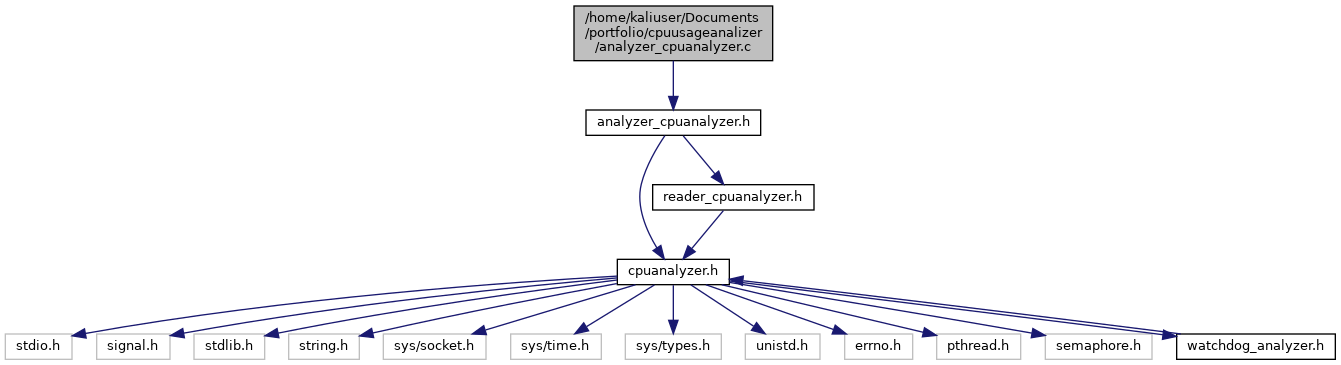 /home/kaliuser/Documents
/portfolio/cpuusageanalizer
/analyzer_cpuanalyzer.c
analyzer_cpuanalyzer.h
reader_cpuanalyzer.h
cpuanalyzer.h
stdio.h
signal.h
stdlib.h
string.h
sys/socket.h
sys/time.h
sys/types.h
unistd.h
errno.h
pthread.h
semaphore.h
watchdog_analyzer.h